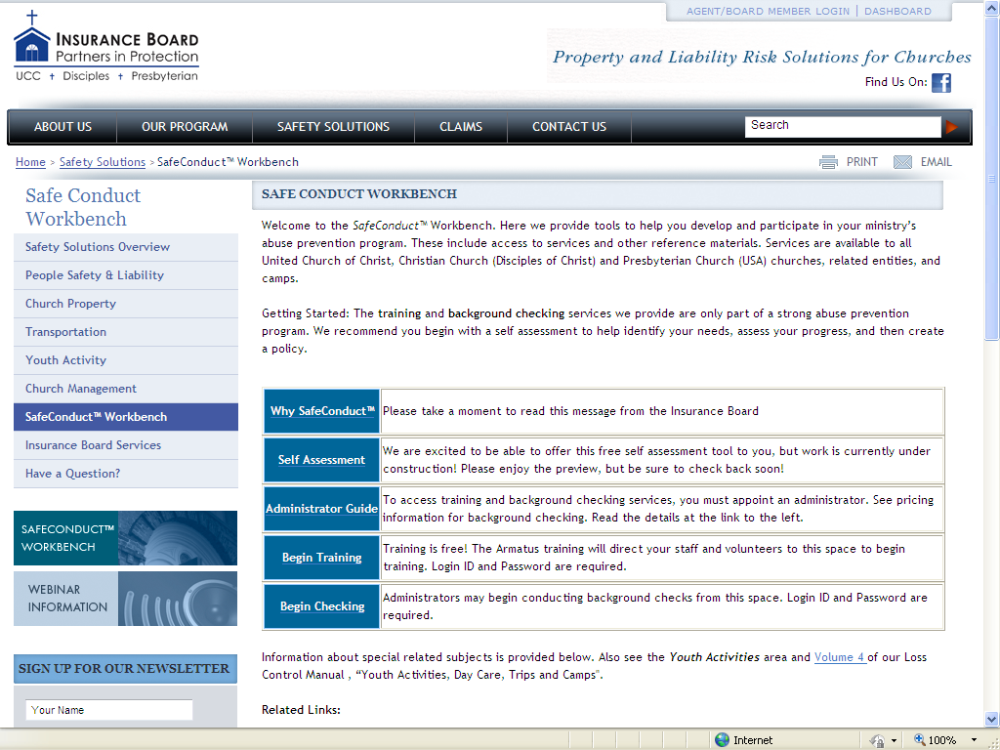 AGENT/BOARD MEMBER LOGIN | DASHBOARD
INSURANCE BOARD
Partners in Protection
UCC † Disciples † Presbyterian
Property and Liability Risk Solutions for Churches
Find Us On:
ABOUT US
OUR PROGRAM
SAFETY SOLUTIONS
CLAIMS
CONTACT US
Search
Home > Safety Solutions > SafeConduct™ Workbench
PRINT
EMAIL
Safe Conduct
Workbench
Safety Solutions Overview
People Safety & Liability
Church Property
Transportation
Youth Activity
Church Management
SafeConduct™ Workbench
Insurance Board Services
Have a Question?
SAFECONDUCT™
WORKBENCH
WEBINAR
INFORMATION
SIGN UP FOR OUR NEWSLETTER
Your Name
SAFE CONDUCT WORKBENCH
Welcome to the SafeConduct™ Workbench. Here we provide tools to help you develop and participate in your ministry's
abuse prevention program. These include access to services and other reference materials. Services are available to all
United Church of Christ, Christian Church (Disciples of Christ) and Presbyterian Church (USA) churches, related entities, and
camps.
Getting Started: The training and background checking services we provide are only part of a strong abuse prevention
program. We recommend you begin with a self assessment to help identify your needs, assess your progress, and then create
a policy.
Why SafeConduct™
Please take a moment to read this message from the Insurance Board
Self Assessment
We are excited to be able to offer this free self assessment tool to you, but work is currently under
construction! Please enjoy the preview, but be sure to check back soon!
Administrator Guide
To access training and background checking services, you must appoint an administrator. See pricing
information for background checking. Read the details at the link to the left.
Begin Training
Training is free! The Armatus training will direct your staff and volunteers to this space to begin
training. Login ID and Password are required.
Begin Checking
Administrators may begin conducting background checks from this space. Login ID and Password are
required.
Information about special related subjects is provided below. Also see the Youth Activities area and Volume 4 of our Loss
Control Manual , “Youth Activities, Day Care, Trips and Camps".
Related Links:
Internet
100%